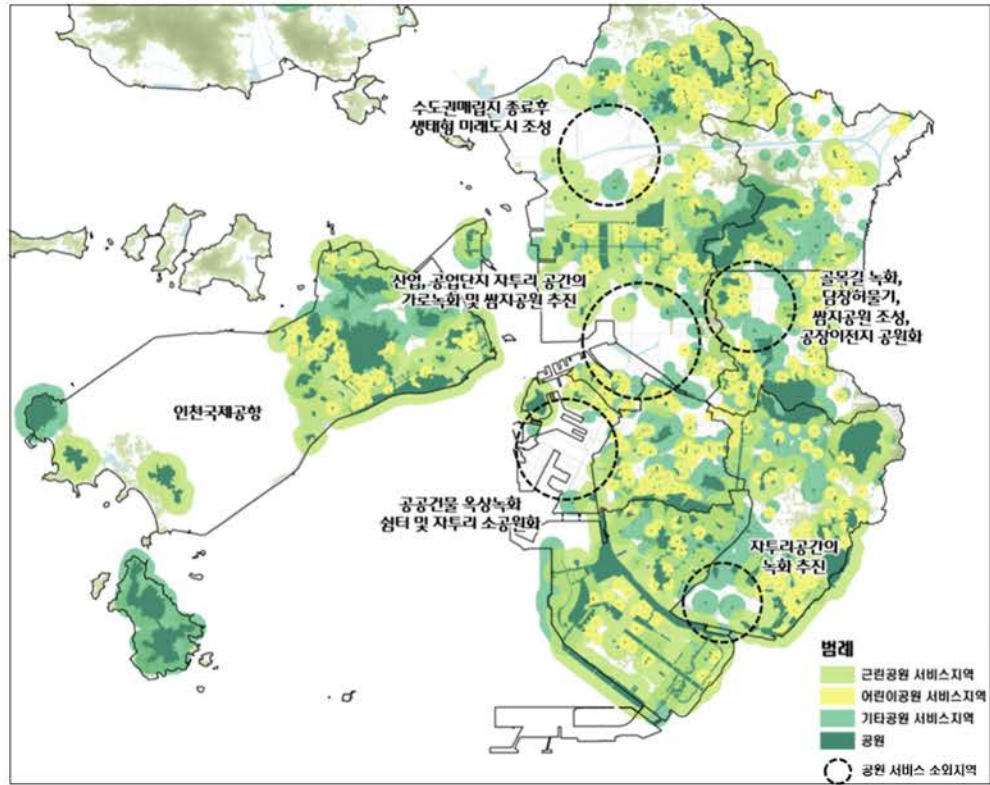 수도권매립지 종료후
생태형 미래도시 조성
산업, 공업단지 자투리 공간의
가로녹화 및 쌈지공원 추진
골목길 녹화,
담장허물기,
쌈지공원 조성,
공장이전지 공원화
인천국제공항
공공건물 옥상녹화
쉼터 및 자투리 소공원화
자투리공간의
녹화 추진
범례
근린공원 서비스지역
어린이공원 서비스지역
기타공원 서비스지역
공원
공원 서비스 소외지역